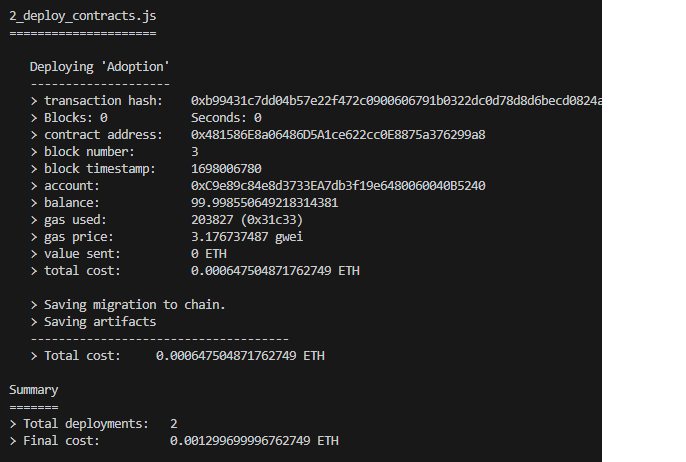 2_deploy_contracts.js
=====================
Deploying 'Adoption'
--------------------
> transaction hash: 0xb99431c7dd04b57e22f472c0900606791b0322dc0d78d8d6becd0824a
> Blocks: 0 Seconds: 0
> contract address: 0x481586E8a06486D5A1ce622cc0E8875a376299a8
> block number: 3
> block timestamp: 1698006780
> account: 0xC9e89c84e8d3733EA7db3f19e6480060040B5240
> balance: 99.998550649218314381
> gas used: 203827 (0x31c33)
> gas price: 3.176737487 gwei
> value sent: 0 ETH
> total cost: 0.000647504871762749 ETH
> Saving migration to chain.
> Saving artifacts
-------------------------------------
> Total cost: 0.000647504871762749 ETH
Summary
=======
> Total deployments: 2
> Final cost: 0.001299699996762749 ETH